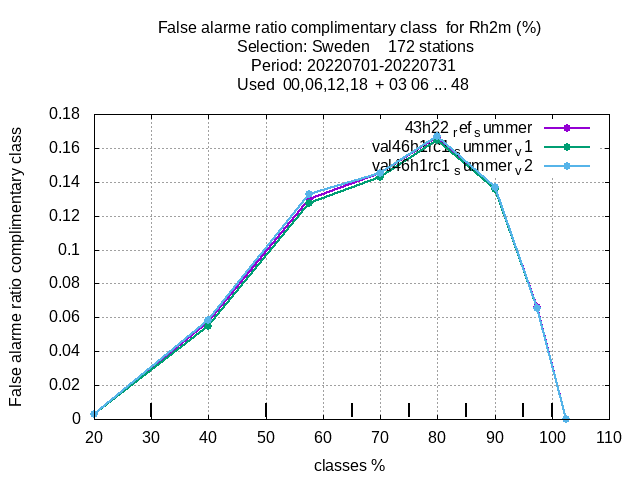 False alarme ratio complimentary class  for Rh2m (%)
Selection: Sweden    172 stations
Period: 20220701-20220731
Used  00,06,12,18  + 03 06 ... 48
False alarme ratio complimentary class
0.18
0.16
0.14
0.12
0.1
0.08
0.06
0.04
0.02
0
43h22refsummer
val46h1rc1summerv1
val46h1rc1summerv2
20 30 40 50 60 70 80 90 100 110
classes %